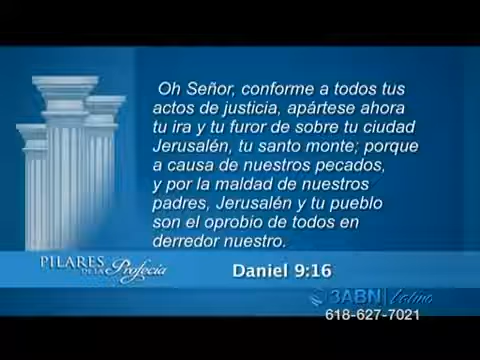 Oh Señor, conforme a todos tus
actos de justicia, apártese ahora
tu ira y tu furor de sobre tu ciudad
Jerusalén, tu santo monte; porque
a causa de nuestros pecados,
y por la maldad de nuestros
padres, Jerusalén y tu pueblo
son el oprobio de todos en
derredor nuestro.
PILARES
DE LA Profecía
Daniel 9:16
3ABN Latino
618-627-7021